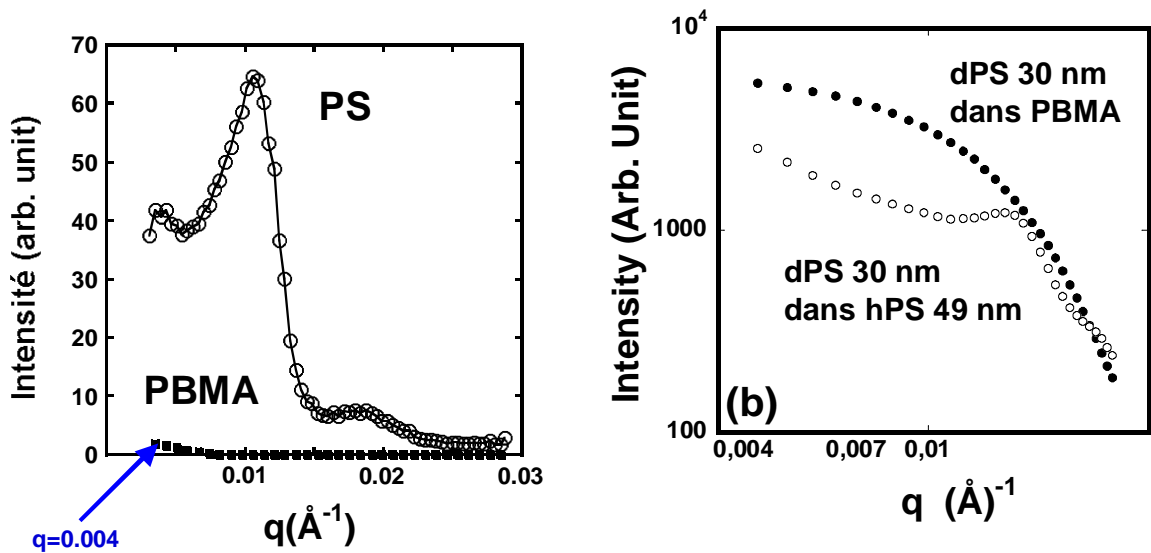 70
60
50
40
30
20
10
0
Intensité (arb. unit)
PS
PBMA
0.01
0.02
0.03
q(Å-1)
q=0.004
10⁴
1000
100
Intensity (Arb. Unit)
dPS 30 nm
dans PBMA
dPS 30 nm
dans hPS 49 nm
(b)
0,004
0,007
0,01
q (Å)-1